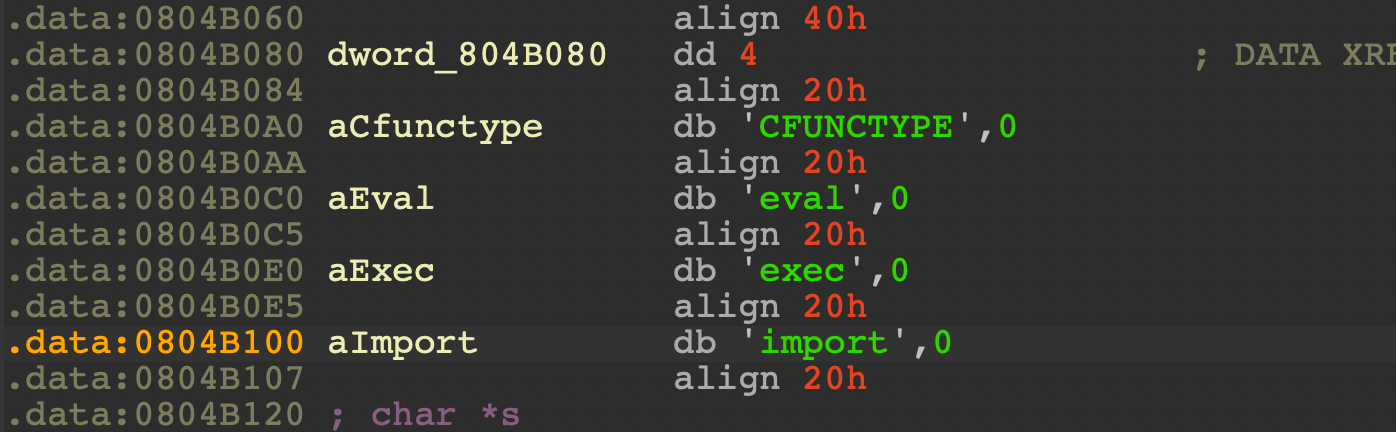 .data:0804B060 align 40h
.data:0804B080 dword_804B080 dd 4 ; DATA XRE
.data:0804B084 align 20h
.data:0804B0A0 aCfunctype db 'CFUNCTYPE',0
.data:0804B0AA align 20h
.data:0804B0C0 aEval db 'eval',0
.data:0804B0C5 align 20h
.data:0804B0E0 aExec db 'exec',0
.data:0804B0E5 align 20h
.data:0804B100 aImport db 'import',0
.data:0804B107 align 20h
.data:0804B120 ; char *s